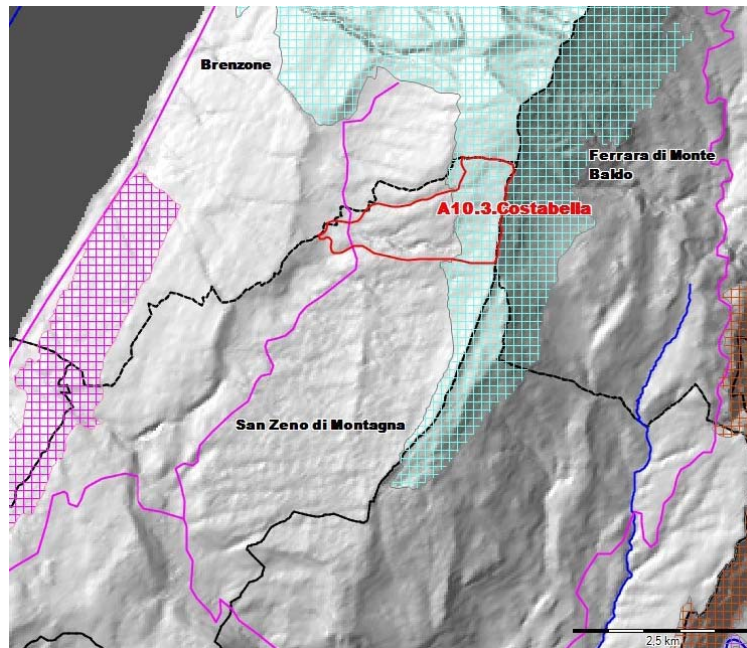 Brenzone
Ferrara di Monte
Baldo
A10.3.Costabella
San Zeno di Montagna
2,5 km